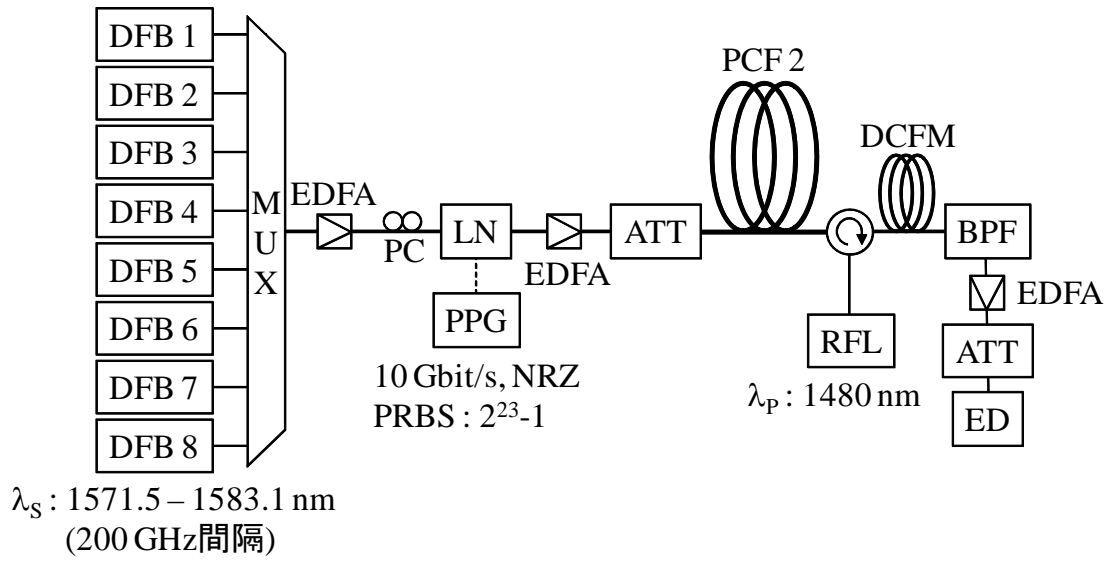 DFB 1
DFB 2
DFB 3
DFB 4
DFB 5
DFB 6
DFB 7
DFB 8
λS : 1571.5 – 1583.1 nm
(200 GHz間隔)
MUX
EDFA
PC
LN
PPG
10 Gbit/s, NRZ
PRBS : 2²³-1
EDFA
ATT
PCF 2
RFL
λP : 1480 nm
DCFM
BPF
EDFA
ATT
ED